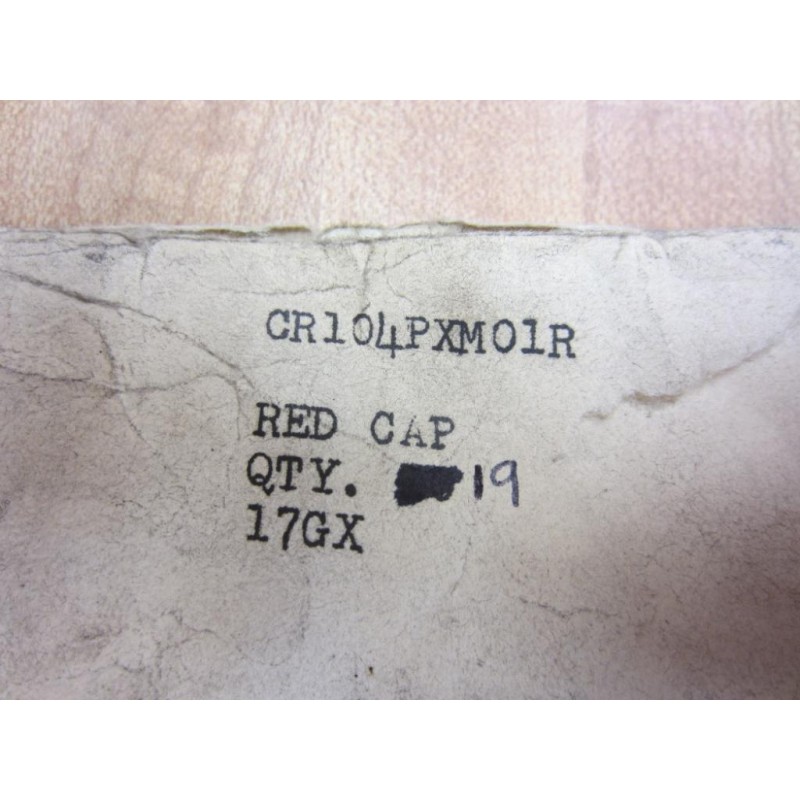 CR104PXM01R
RED CAP
QTY. 19
17GX